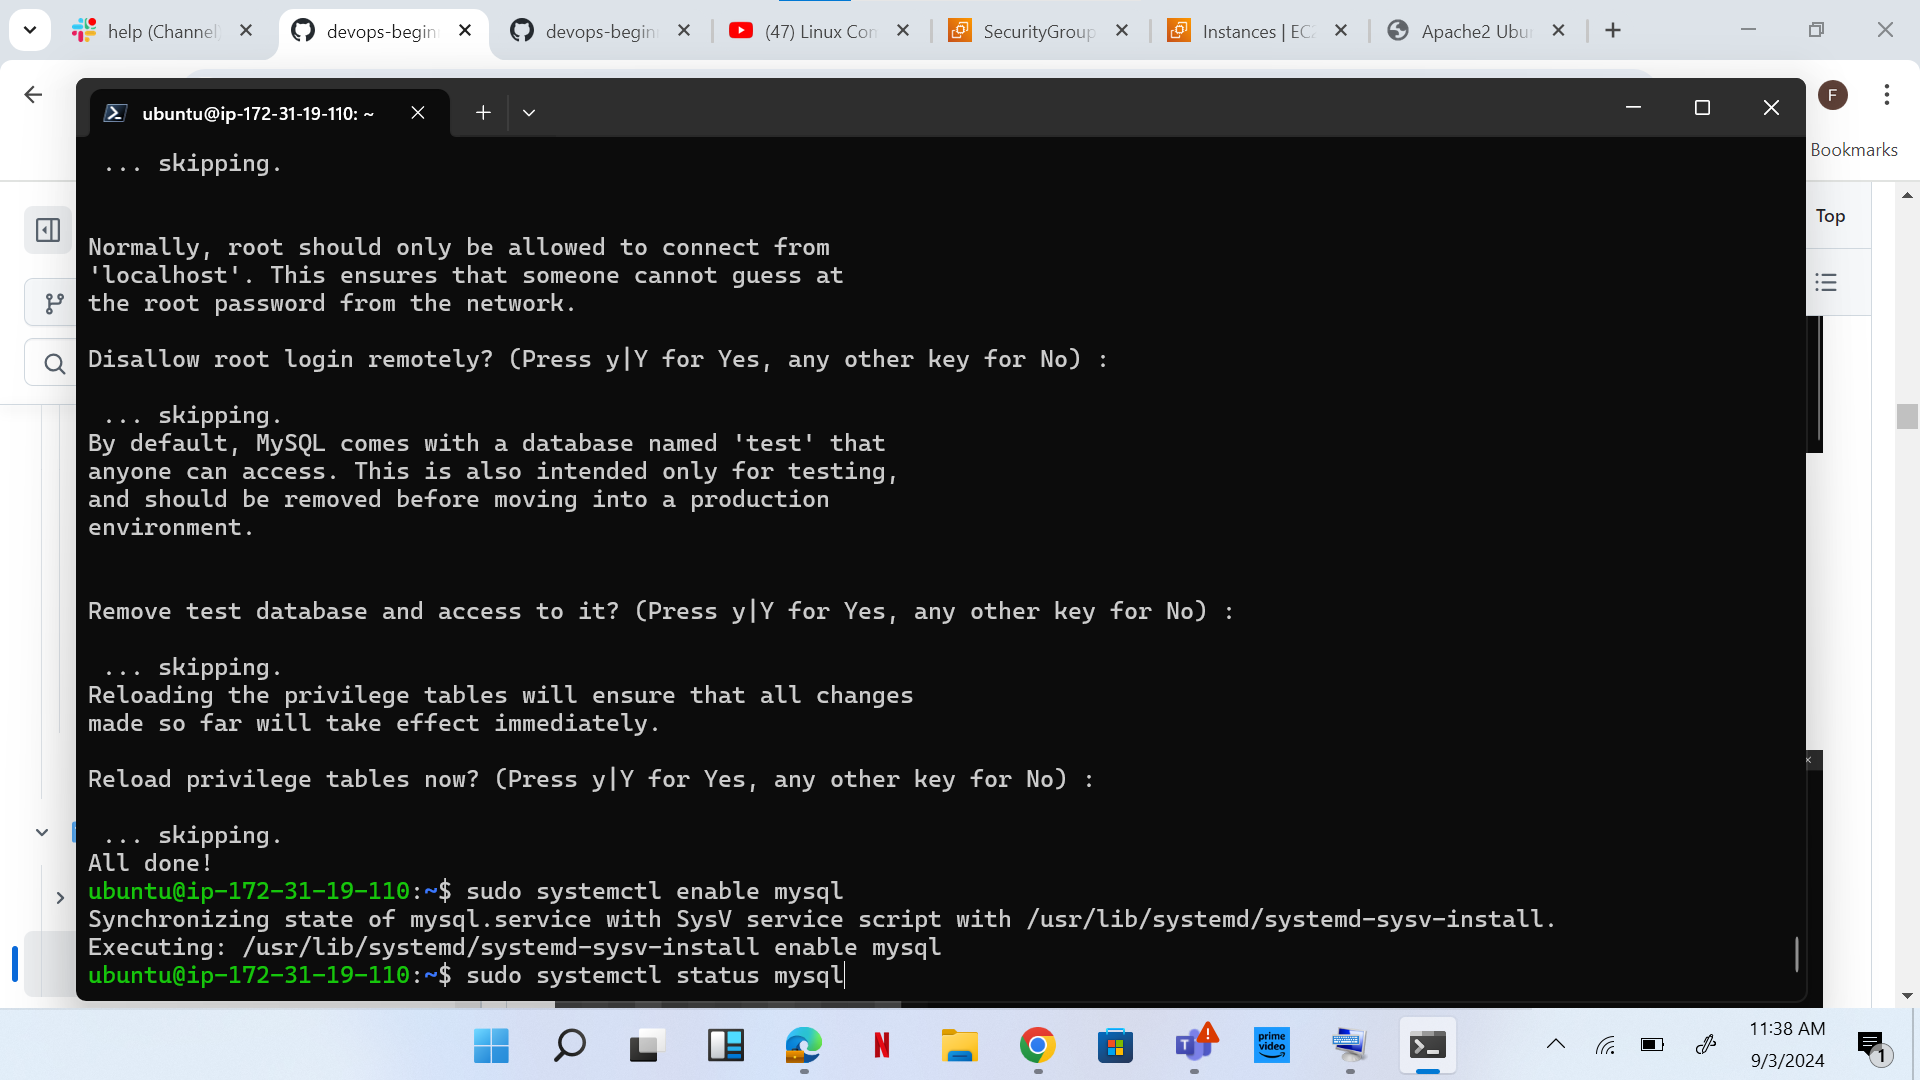 help (Channel)
devops-begin
devops-begin
(47) Linux Con
SecurityGroup
Instances | EC2
Apache2 Ubu
ubuntu@ip-172-31-19-110: ~
F
Bookmarks
Top
... skipping.
Normally, root should only be allowed to connect from
'localhost'. This ensures that someone cannot guess at
the root password from the network.
Disallow root login remotely? (Press y|Y for Yes, any other key for No) :
... skipping.
By default, MySQL comes with a database named 'test' that
anyone can access. This is also intended only for testing,
and should be removed before moving into a production
environment.
Remove test database and access to it? (Press y|Y for Yes, any other key for No) :
... skipping.
Reloading the privilege tables will ensure that all changes
made so far will take effect immediately.
Reload privilege tables now? (Press y|Y for Yes, any other key for No) :
... skipping.
All done!
ubuntu@ip-172-31-19-110:~$ sudo systemctl enable mysql
Synchronizing state of mysql.service with SysV service script with /usr/lib/systemd/systemd-sysv-install.
Executing: /usr/lib/systemd/systemd-sysv-install enable mysql
ubuntu@ip-172-31-19-110:~$ sudo systemctl status mysql
N
T
prime video
11:38 AM
9/3/2024
1